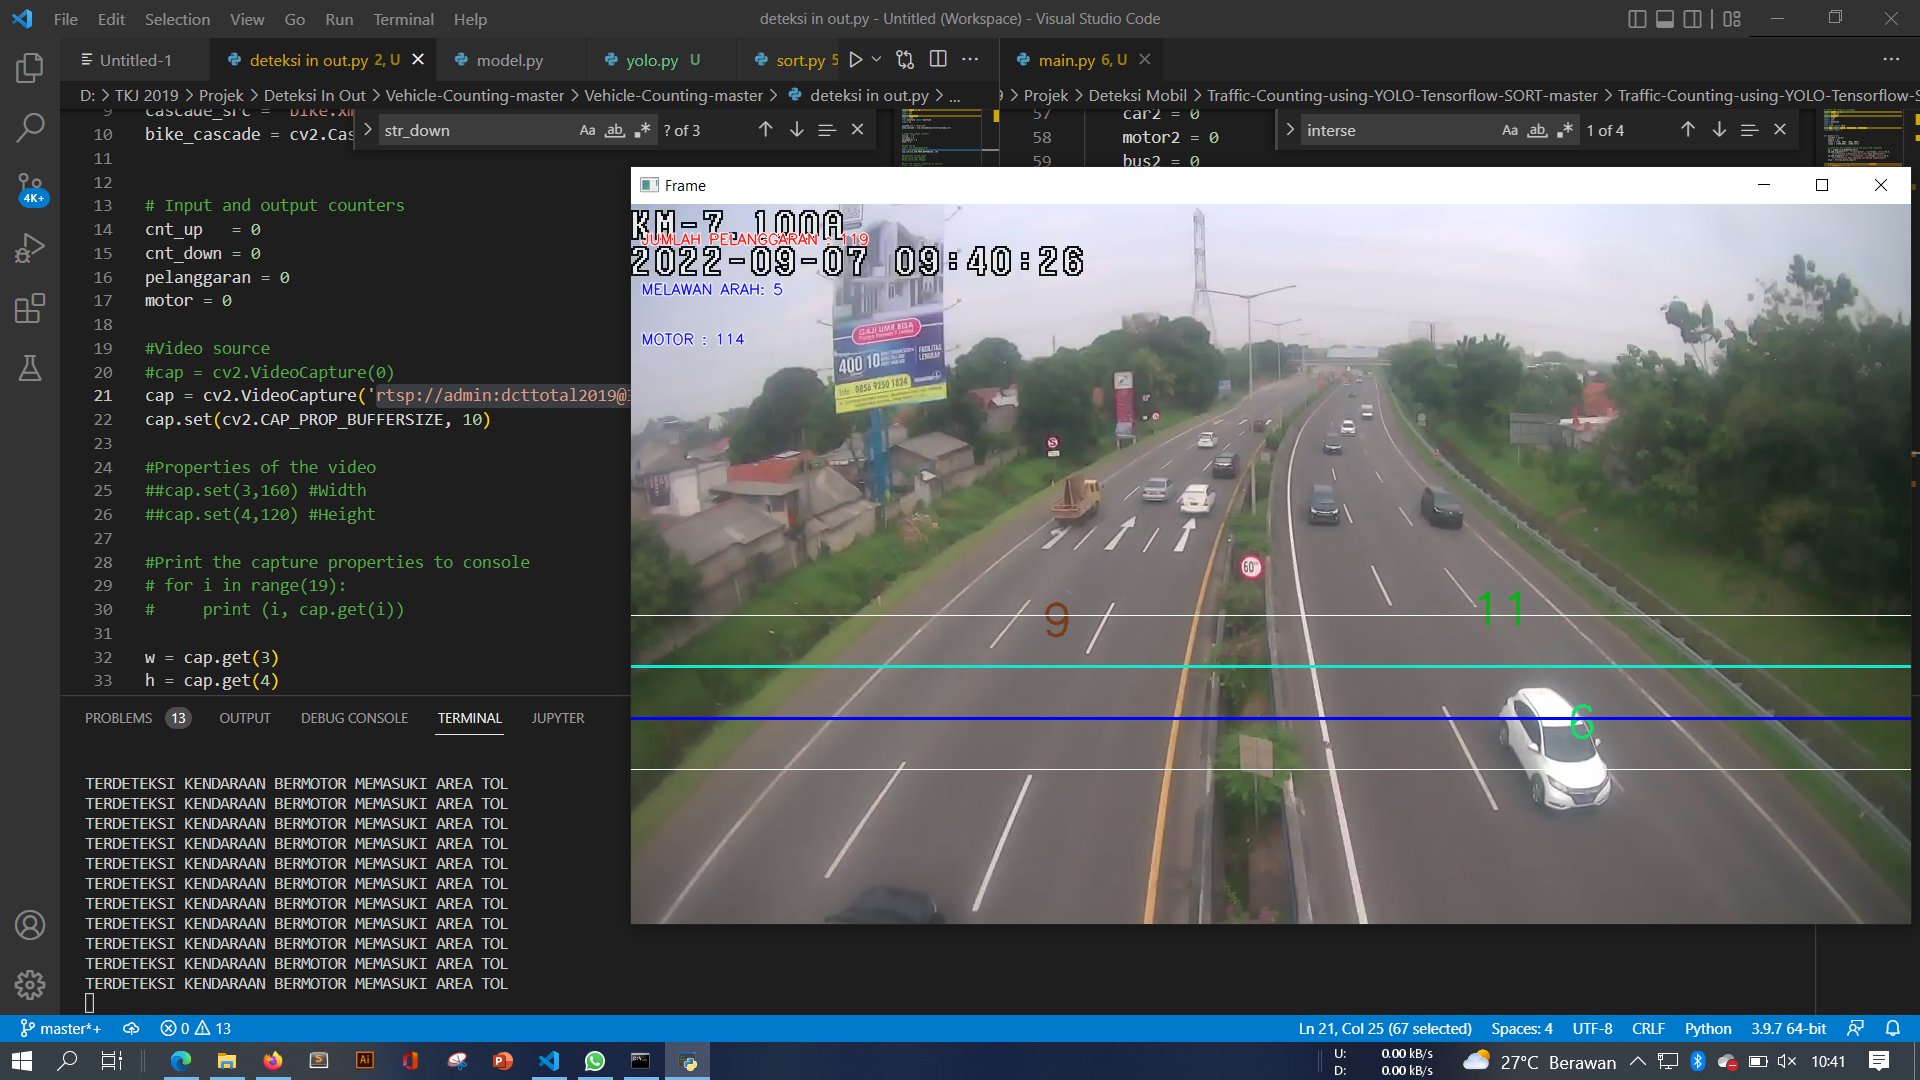 File Edit Selection View Go Run Terminal Help
deteksi in out.py - Untitled (Workspace) - Visual Studio Code
Untitled-1
deteksi in out.py 2, U
model.py
yolo.py U
sort.py 5
main.py 6, U
D: > TKJ 2019 > Projek > Deteksi In Out > Vehicle-Counting-master > Vehicle-Counting-master > deteksi in out.py > ...
9 > Projek > Deteksi Mobil > Traffic-Counting-using-YOLO-Tensorflow-SORT-master > Traffic-Counting-using-YOLO-Tensorflow-S
str_down Aa ab .* ? of 3
interse Aa ab .* 1 of 4
9 cascade_src = 'bike.xm
10 bike_cascade = cv2.Cas
11
12
13 # Input and output counters
14 cnt_up   = 0
15 cnt_down = 0
16 pelanggaran = 0
17 motor = 0
18
19 #Video source
20 #cap = cv2.VideoCapture(0)
21 cap = cv2.VideoCapture('rtsp://admin:dcttotal2019@3
22 cap.set(cv2.CAP_PROP_BUFFERSIZE, 10)
23
24 #Properties of the video
25 ##cap.set(3,160) #Width
26 ##cap.set(4,120) #Height
27
28 #Print the capture properties to console
29 # for i in range(19):
30 #     print (i, cap.get(i))
31
32 w = cap.get(3)
33 h = cap.get(4)
57 car2 = 0
58 motor2 = 0
59 bus2 = 0
Frame
KM-7.100A
JUMLAH PELANGGARAN : 119
2022-09-07 09:40:26
MELAWAN ARAH: 5
MOTOR : 114
GAJI UMR BISA
400 10
FASILITAS
LENGKAP
0856 9250 1824
S
60
9
11
6
PROBLEMS 13 OUTPUT DEBUG CONSOLE TERMINAL JUPYTER
TERDETEKSI KENDARAAN BERMOTOR MEMASUKI AREA TOL
TERDETEKSI KENDARAAN BERMOTOR MEMASUKI AREA TOL
TERDETEKSI KENDARAAN BERMOTOR MEMASUKI AREA TOL
TERDETEKSI KENDARAAN BERMOTOR MEMASUKI AREA TOL
TERDETEKSI KENDARAAN BERMOTOR MEMASUKI AREA TOL
TERDETEKSI KENDARAAN BERMOTOR MEMASUKI AREA TOL
TERDETEKSI KENDARAAN BERMOTOR MEMASUKI AREA TOL
TERDETEKSI KENDARAAN BERMOTOR MEMASUKI AREA TOL
TERDETEKSI KENDARAAN BERMOTOR MEMASUKI AREA TOL
TERDETEKSI KENDARAAN BERMOTOR MEMASUKI AREA TOL
TERDETEKSI KENDARAAN BERMOTOR MEMASUKI AREA TOL
4K+
master*+ 0 13
Ln 21, Col 25 (67 selected) Spaces: 4 UTF-8 CRLF Python 3.9.7 64-bit
U: 0.00 kB/s
D: 0.00 kB/s
27°C Berawan
10:41